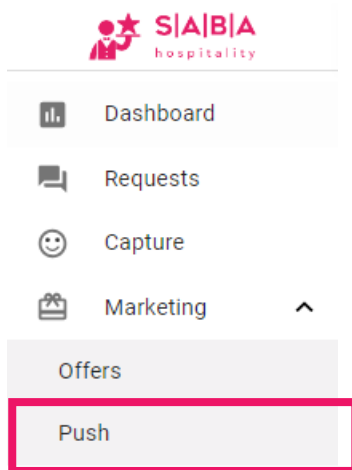 S|A|B|A
hospitality
Dashboard
Requests
Capture
Marketing
Offers
Push